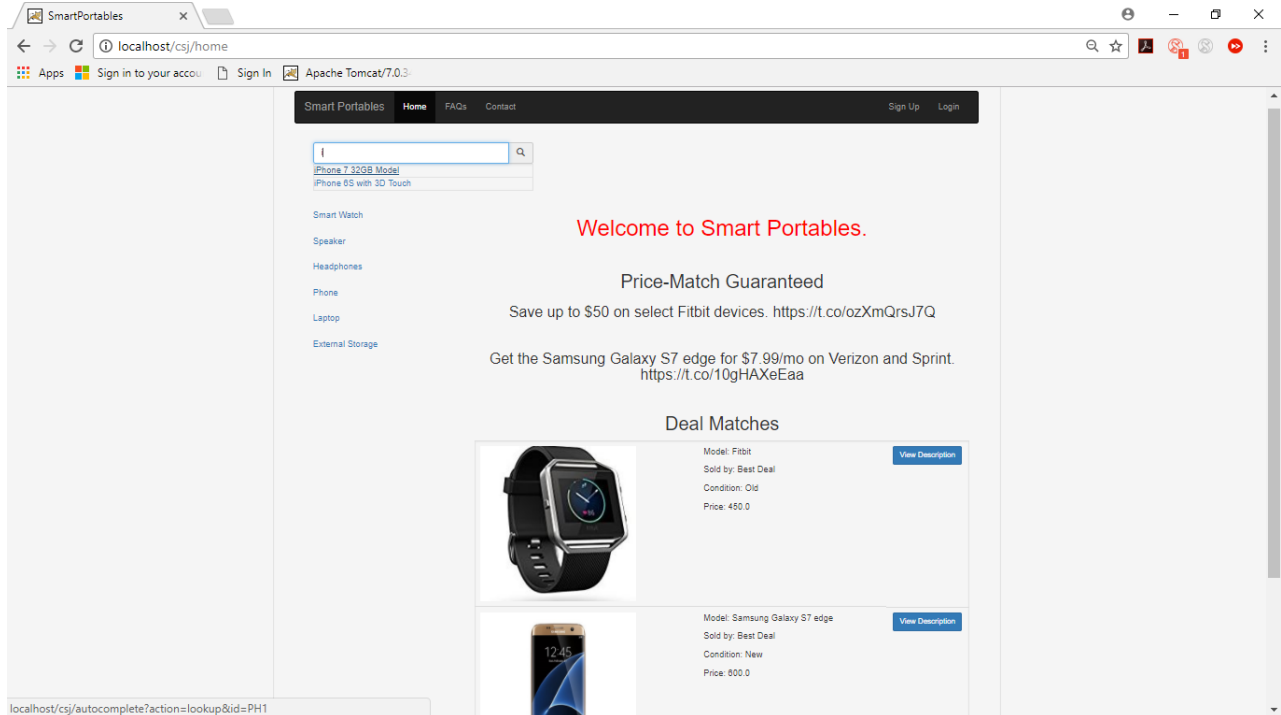 SmartPortables
localhost/csj/home
Apps Sign in to your accou Sign In Apache Tomcat/7.0.3
1
Smart Portables Home FAQs Contact Sign Up Login
i
iPhone 7 32GB Model
iPhone 6S with 3D Touch
Smart Watch
Speaker
Headphones
Phone
Laptop
External Storage
Welcome to Smart Portables.
Price-Match Guaranteed
Save up to $50 on select Fitbit devices. https://t.co/ozXmQrsJ7Q
Get the Samsung Galaxy S7 edge for $7.99/mo on Verizon and Sprint.
https://t.co/10gHAXeEaa
Deal Matches
Model: Fitbit
View Description
Sold by: Best Deal
Condition: Old
Price: 450.0
Model: Samsung Galaxy S7 edge
View Description
Sold by: Best Deal
Condition: New
Price: 600.0
12:45
localhost/csj/autocomplete?action=lookup&id=PH1